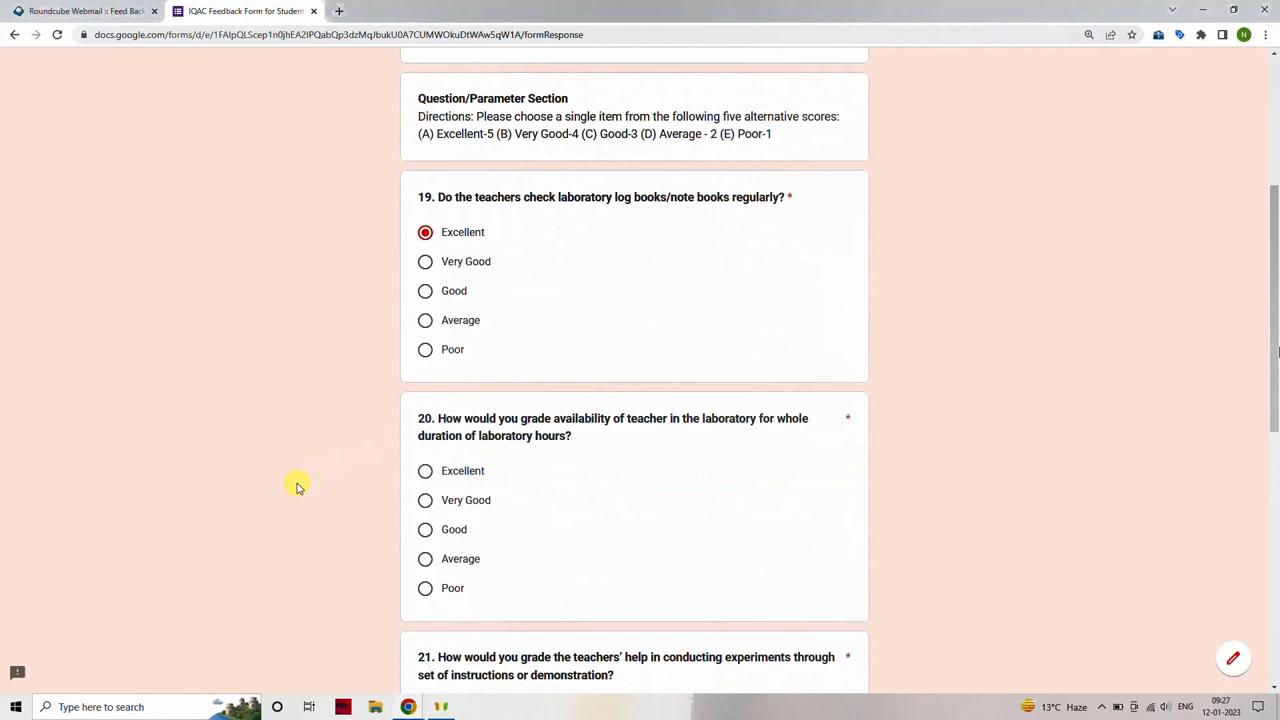 Roundcube Webmail :: Feed Back
IQAC Feedback Form for Student
docs.google.com/forms/d/e/1FAIpQLScep1n0jhEA2IPQabQp3dzMqJbukU0A7CUMWOkuDtWAw5qW1A/formResponse
N
Question/Parameter Section
Directions: Please choose a single item from the following five alternative scores:
(A) Excellent-5 (B) Very Good-4 (C) Good-3 (D) Average - 2 (E) Poor-1
19. Do the teachers check laboratory log books/note books regularly? *
Excellent
Very Good
Good
Average
Poor
20. How would you grade availability of teacher in the laboratory for whole *
duration of laboratory hours?
Excellent
Very Good
Good
Average
Poor
21. How would you grade the teachers' help in conducting experiments through *
set of instructions or demonstration?
Type here to search
13°C Haze
ENG
09:27
12-01-2023